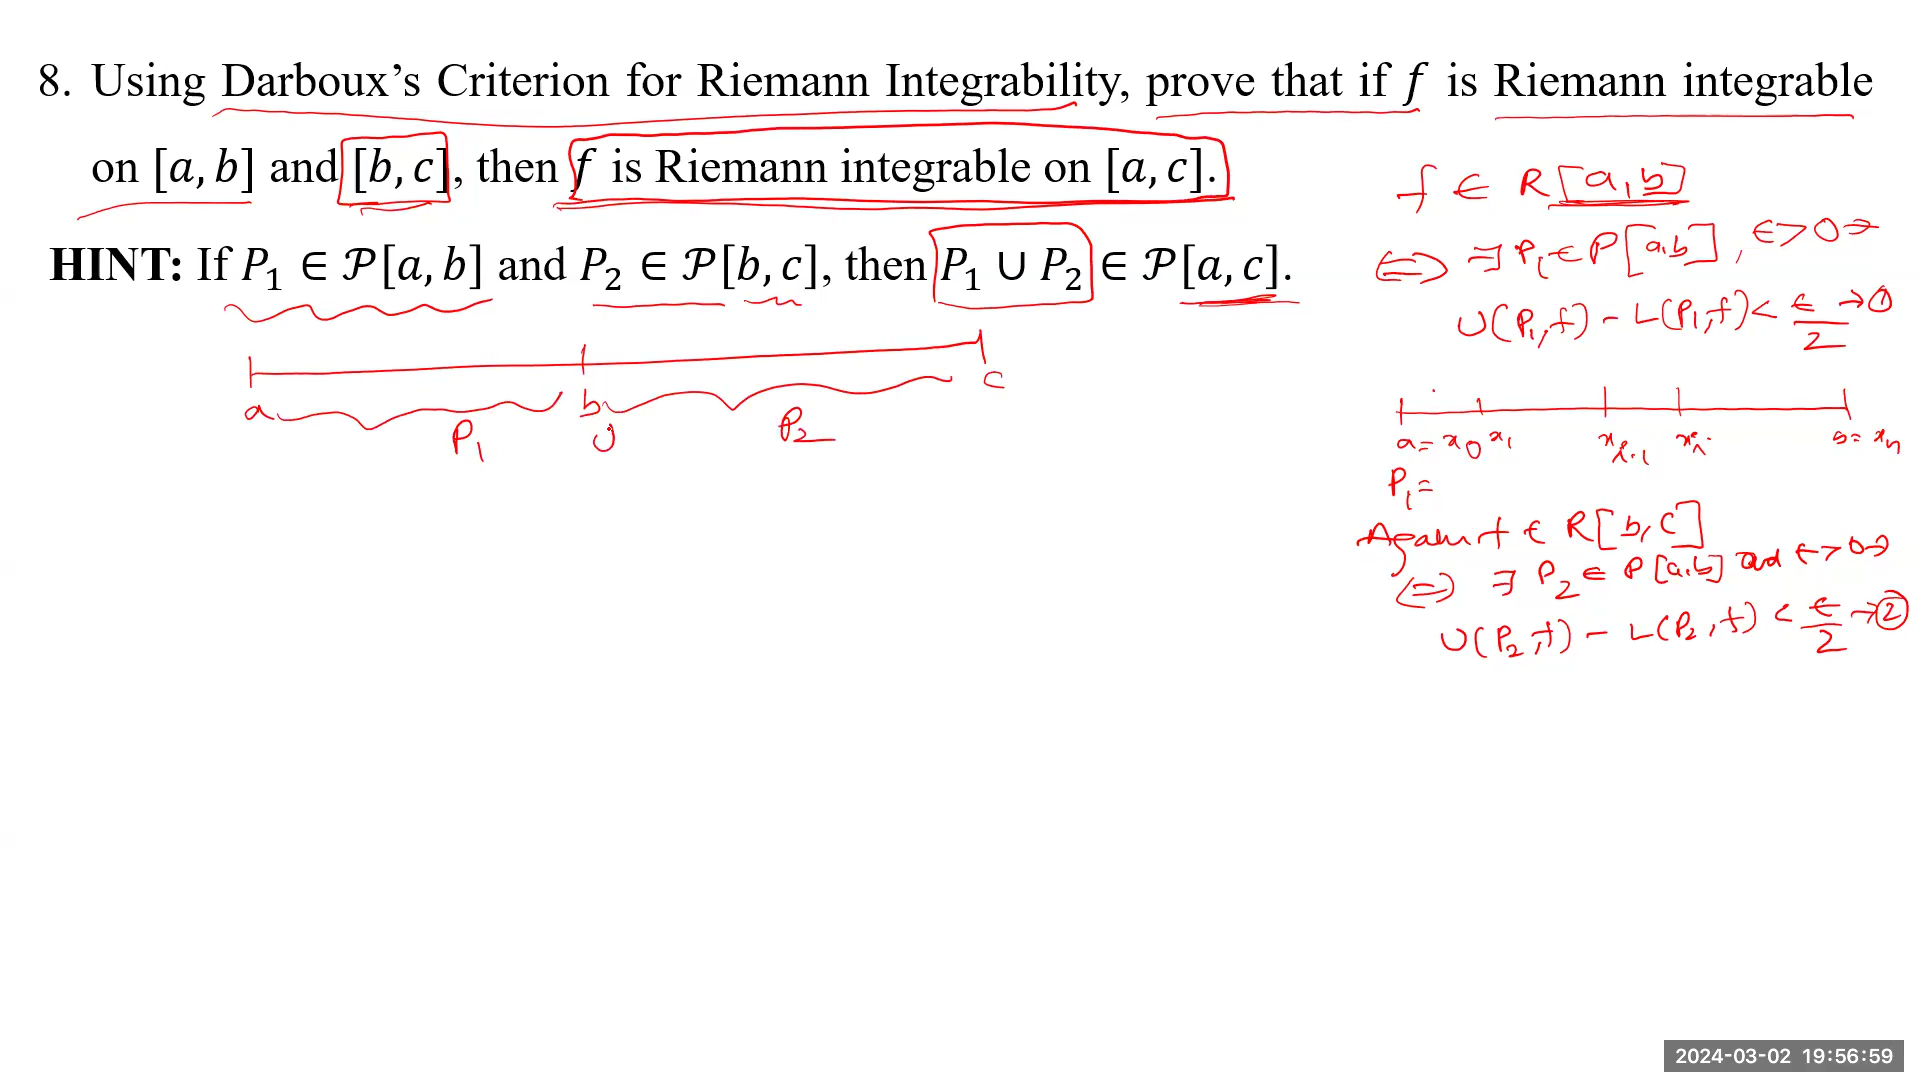 8. Using Darboux’s Criterion for Riemann Integrability, prove that if f is Riemann integrable
on [a, b] and [b, c], then f is Riemann integrable on [a, c].
HINT: If P₁ ∈ 𝒫[a, b] and P₂ ∈ 𝒫[b, c], then P₁ ∪ P₂ ∈ 𝒫[a, c].
a b c
P₁ ∪ P₂
f ∈ R[a, b]
⟺ ∃ P₁ ∈ P[a,b], ε>0 ∋
U(P₁,f) - L(P₁,f) < ε/2 → ①
a = x₀ x₁ xᵢ₋₁ xᵢ b = xₙ
P₁ =
Again f ∈ R[b, c]
⟺ ∃ P₂ ∈ P[a,b] and ε>0 ∋
U(P₂,f) - L(P₂,f) < ε/2 → ②
2024-03-02 19:56:59